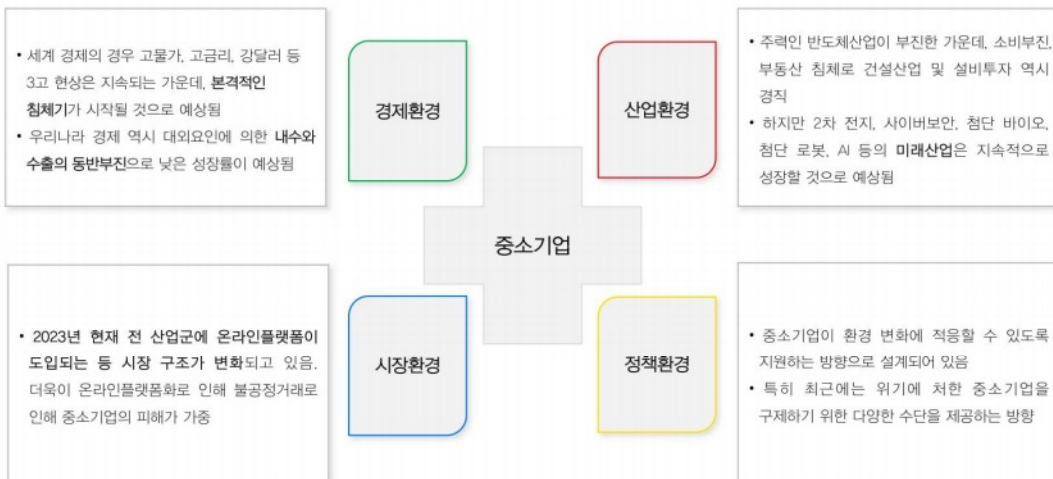 • 세계 경제의 경우 고물가, 고금리, 강달러 등
3고 현상은 지속되는 가운데, 본격적인
침체기가 시작될 것으로 예상됨
• 우리나라 경제 역시 대외요인에 의한 내수와
수출의 동반부진으로 낮은 성장률이 예상됨
경제환경
산업환경
• 주력인 반도체산업이 부진한 가운데, 소비부진,
부동산 침체로 건설산업 및 설비투자 역시
경직
• 하지만 2차 전지, 사이버보안, 첨단 바이오,
첨단 로봇, AI 등의 미래산업은 지속적으로
성장할 것으로 예상됨
중소기업
• 2023년 현재 전 산업군에 온라인플랫폼이
도입되는 등 시장 구조가 변화되고 있음.
더욱이 온라인플랫폼화로 인해 불공정거래로
인해 중소기업의 피해가 가중
시장환경
정책환경
• 중소기업이 환경 변화에 적응할 수 있도록
지원하는 방향으로 설계되어 있음
• 특히 최근에는 위기에 처한 중소기업을
구제하기 위한 다양한 수단을 제공하는 방향